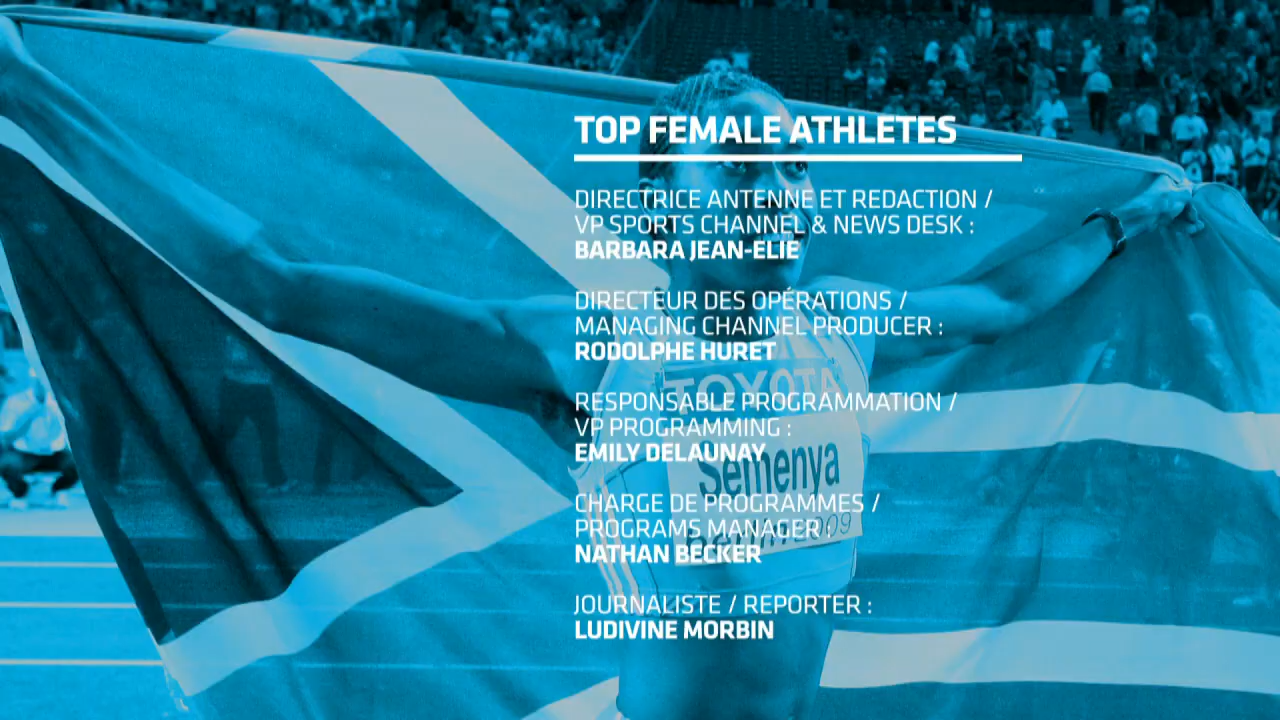 TOP FEMALE ATHLETES
DIRECTRICE ANTENNE ET REDACTION /
VP SPORTS CHANNEL & NEWS DESK :
BARBARA JEAN-ELIE
DIRECTEUR DES OPÉRATIONS /
MANAGING CHANNEL PRODUCER :
RODOLPHE HURET
TOYOTA
RESPONSABLE PROGRAMMATION /
VP PROGRAMMING :
EMILY DELAUNAY
Semenya
CHARGE DE PROGRAMMES /
PROGRAMS MANAGER :
berlin 2009
NATHAN BECKER
JOURNALISTE / REPORTER :
LUDIVINE MORBIN